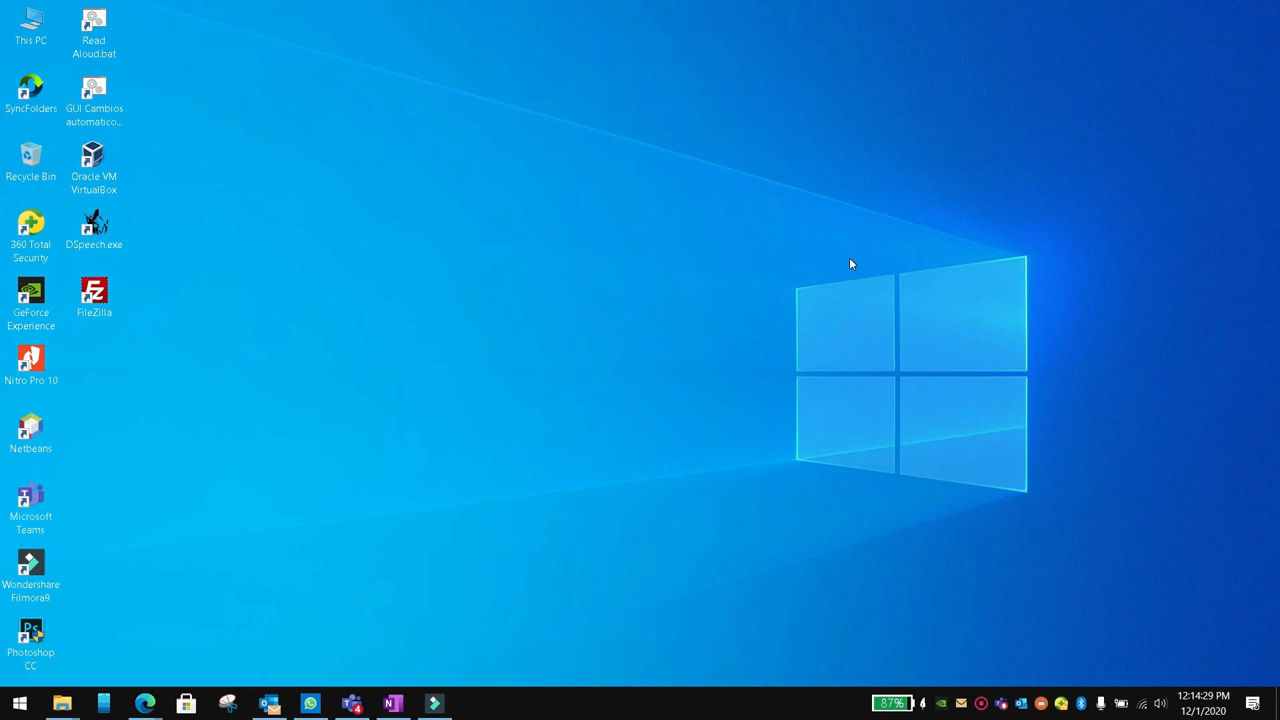 This PC
Read
Aloud.bat
SyncFolders
GUI Cambios
automatico...
Recycle Bin
Oracle VM
VirtualBox
360 Total
Security
DSpeech.exe
GeForce
Experience
FileZilla
Nitro Pro 10
Netbeans
Microsoft
Teams
Wondershare
Filmora9
Ps
Photoshop
CC
4
87%
12:14:29 PM
12/1/2020